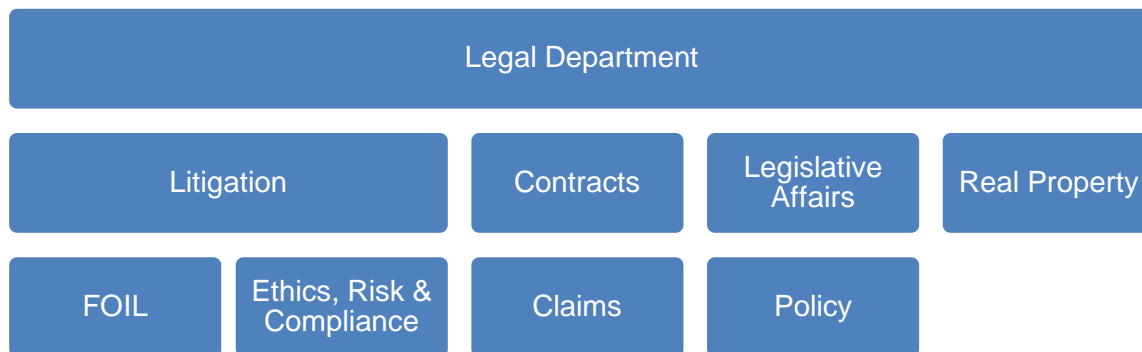 Legal Department
Litigation
Contracts
Legislative
Affairs
Real Property
FOIL
Ethics, Risk &
Compliance
Claims
Policy